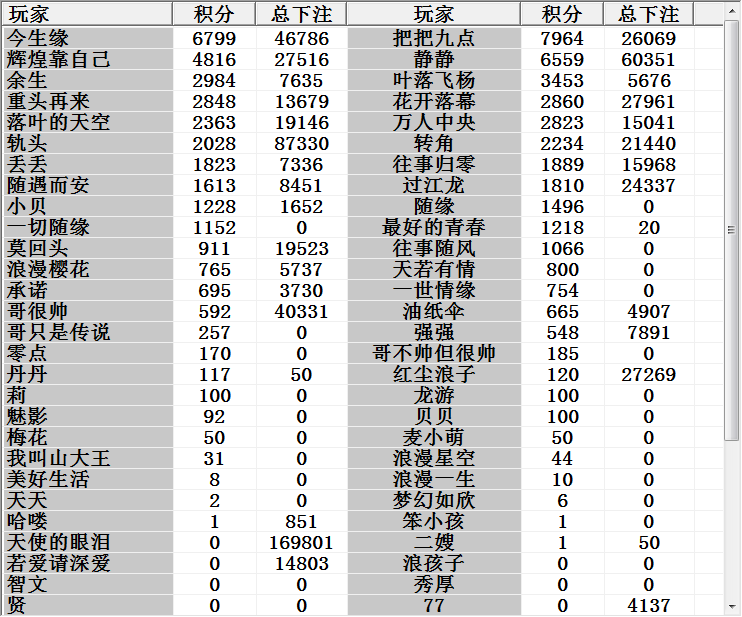 玩家 积分 总下注 玩家 积分 总下注
今生缘 6799 46786 把把九点 7964 26069
辉煌靠自己 4816 27516 静静 6559 60351
余生 2984 7635 叶落飞杨 3453 5676
重头再来 2848 13679 花开落幕 2860 27961
落叶的天空 2363 19146 万人中央 2823 15041
轨头 2028 87330 转角 2234 21440
丢丢 1823 7336 往事归零 1889 15968
随遇而安 1613 8451 过江龙 1810 24337
小贝 1228 1652 随缘 1496 0
一切随缘 1152 0 最好的青春 1218 20
莫回头 911 19523 往事随风 1066 0
浪漫樱花 765 5737 天若有情 800 0
承诺 695 3730 一世情缘 754 0
哥很帅 592 40331 油纸伞 665 4907
哥只是传说 257 0 强强 548 7891
零点 170 0 哥不帅但很帅 185 0
丹丹 117 50 红尘浪子 120 27269
莉 100 0 龙游 100 0
魅影 92 0 贝贝 100 0
梅花 50 0 麦小萌 50 0
我叫山大王 31 0 浪漫星空 44 0
美好生活 8 0 浪漫一生 10 0
天天 2 0 梦幻如欣 6 0
哈喽 1 851 笨小孩 1 0
天使的眼泪 0 169801 二嫂 1 50
若爱请深爱 0 14803 浪孩子 0 0
智文 0 0 秀厚 0 0
贤 0 0 77 0 4137